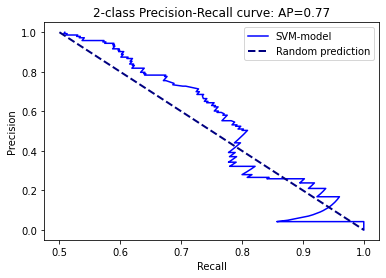 2-class Precision-Recall curve: AP=0.77
SVM-model
Random prediction
Precision
1.0
0.8
0.6
0.4
0.2
0.0
0.5
0.6
0.7
0.8
0.9
1.0
Recall